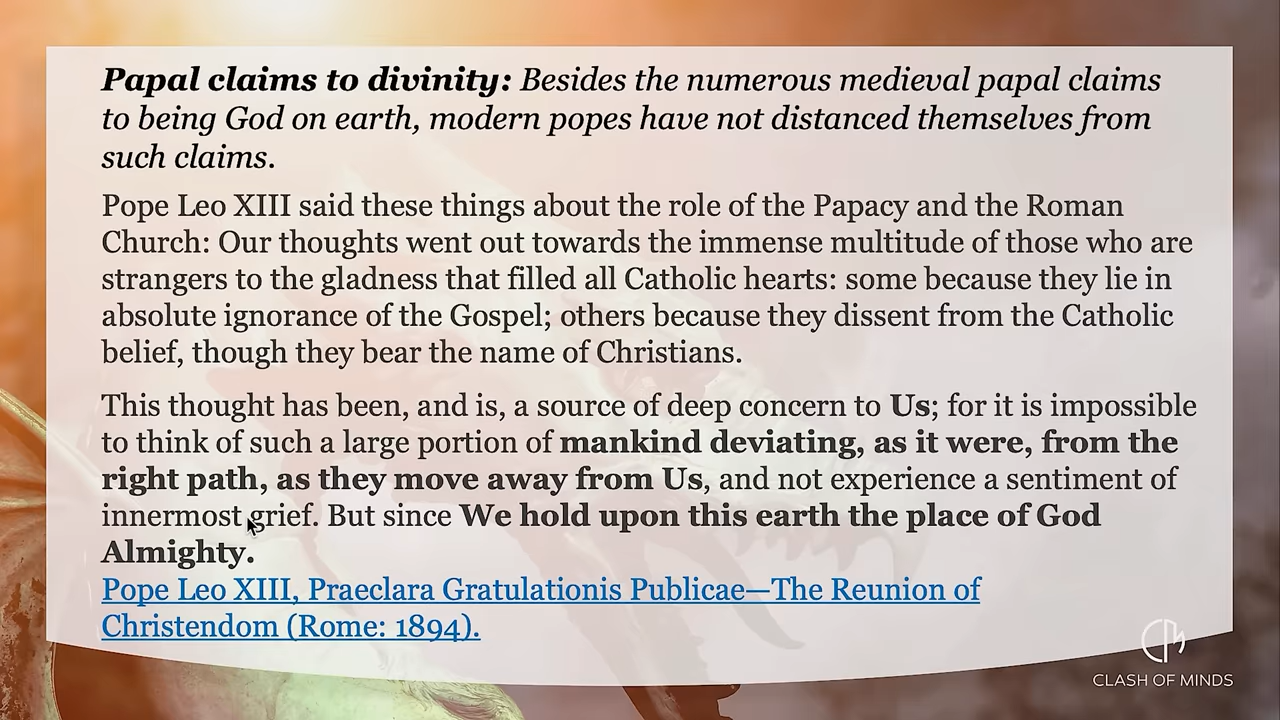 Papal claims to divinity: Besides the numerous medieval papal claims
to being God on earth, modern popes have not distanced themselves from
such claims.
Pope Leo XIII said these things about the role of the Papacy and the Roman
Church: Our thoughts went out towards the immense multitude of those who are
strangers to the gladness that filled all Catholic hearts: some because they lie in
absolute ignorance of the Gospel; others because they dissent from the Catholic
belief, though they bear the name of Christians.
This thought has been, and is, a source of deep concern to Us; for it is impossible
to think of such a large portion of mankind deviating, as it were, from the
right path, as they move away from Us, and not experience a sentiment of
innermost grief. But since We hold upon this earth the place of God
Almighty.
Pope Leo XIII, Praeclara Gratulationis Publicae—The Reunion of
Christendom (Rome: 1894).
CLASH OF MINDS